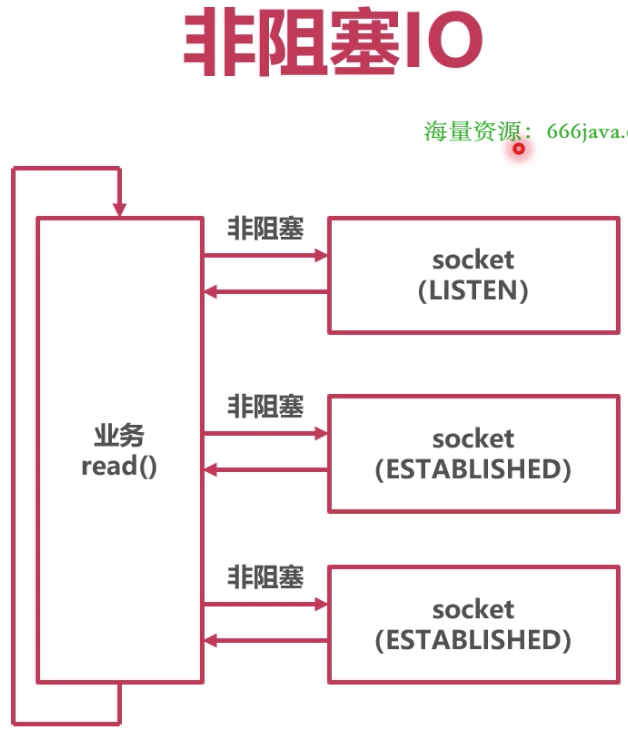 非阻塞IO
海量资源：666java.
非阻塞
socket
(LISTEN)
非阻塞
业务
read()
socket
(ESTABLISHED)
非阻塞
socket
(ESTABLISHED)